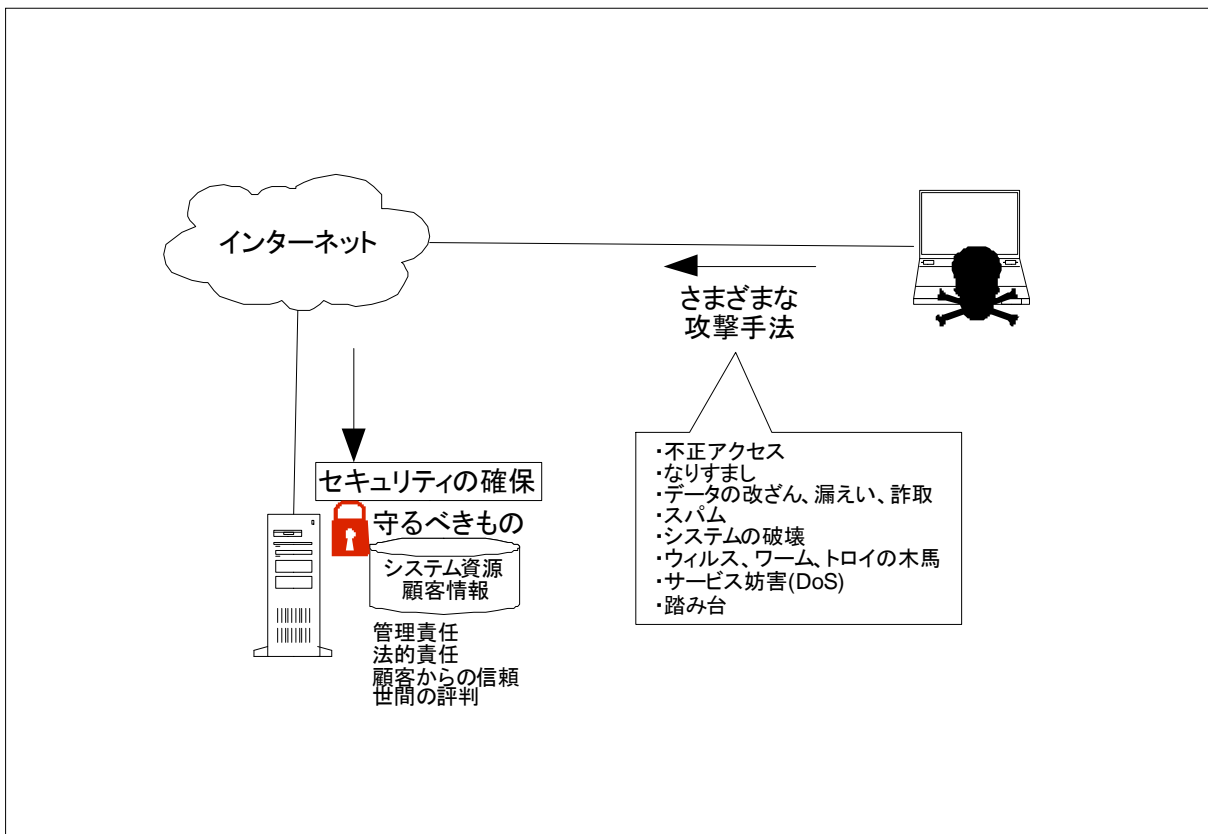 インターネット
さまざまな
攻撃手法
・不正アクセス
・なりすまし
・データの改ざん、漏えい、詐取
・スパム
・システムの破壊
・ウィルス、ワーム、トロイの木馬
・サービス妨害(DoS)
・踏み台
セキュリティの確保
守るべきもの
システム資源
顧客情報
管理責任
法的責任
顧客からの信頼
世間の評判